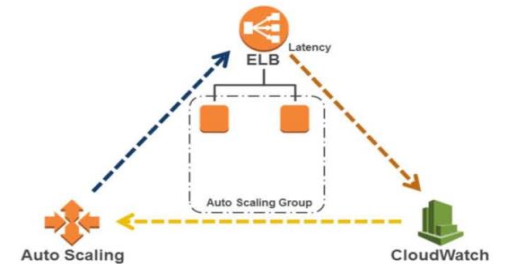 Latency
ELB
Auto Scaling Group
Auto Scaling
CloudWatch